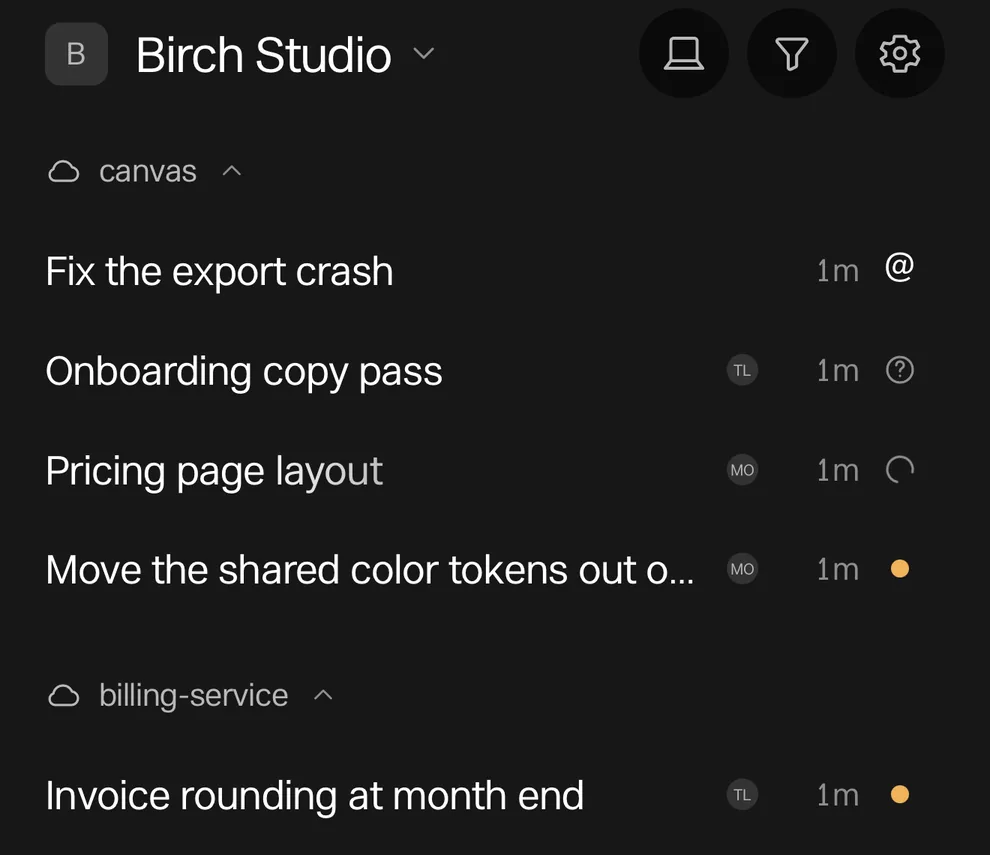 B Birch Studio
canvas
Fix the export crash 1m @
Onboarding copy pass TL 1m ?
Pricing page layout MO 1m
Move the shared color tokens out o... MO 1m
billing-service
Invoice rounding at month end TL 1m